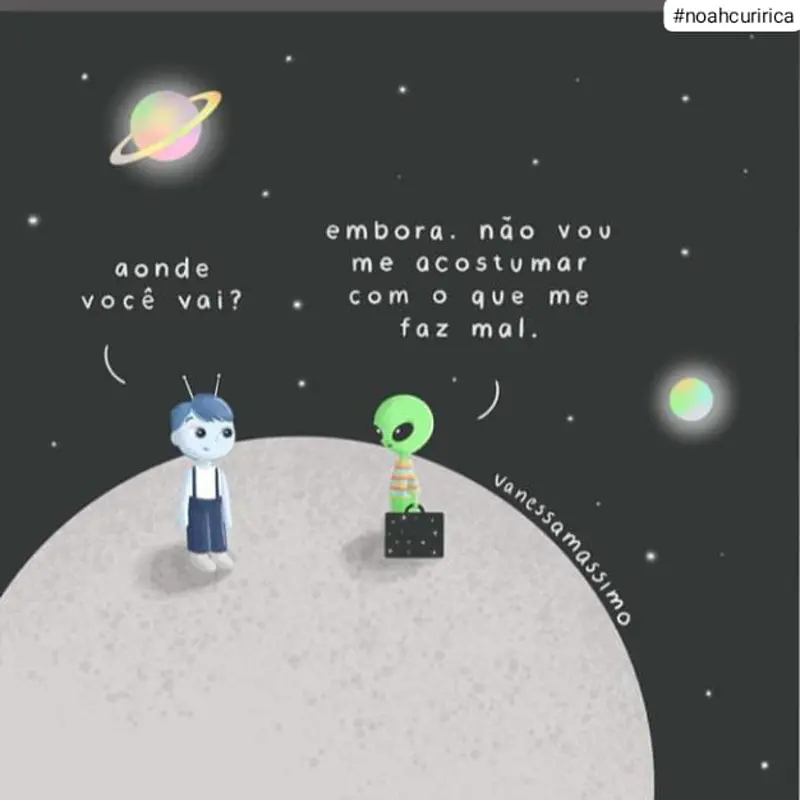 #noahcuririca
aonde
você vai?
embora. não vou
me acostumar
com o que me
faz mal.
vanessamassimo